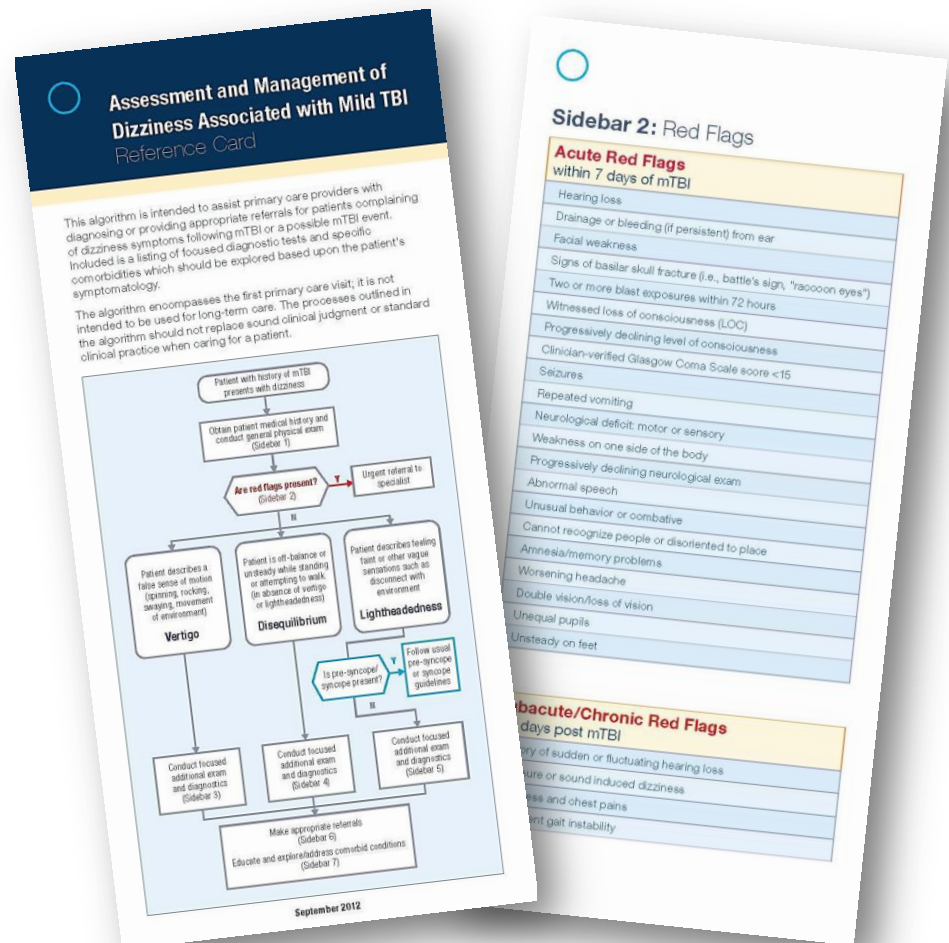 Assessment and Management of
Dizziness Associated with Mild TBI
Reference Card
This algorithm is intended to assist primary care providers with
diagnosing or providing appropriate referrals for patients complaining
of dizziness symptoms following mTBI or a possible mTBI event.
Included is a listing of focused diagnostic tests and specific
comorbidities which should be explored based upon the patient's
symptomatology.
The algorithm encompasses the first primary care visit; it is not
intended to be used for long-term care. The processes outlined in
the algorithm should not replace sound clinical judgment or standard
clinical practice when caring for a patient.
Patient with history of mTBI
presents with dizziness
Obtain patient medical history and
conduct general physical exam
(Sidebar 1)
Are red flags present?
(Sidebar 2)
Y
Urgent referral to
specialist
N
Patient describes a
false sense of motion
(spinning, rocking,
swaying, movement
of environment)
Vertigo
Patient is off-balance or
unsteady while standing
or attempting to walk
(in absence of vertigo
or lightheadedness)
Disequilibrium
Patient describes feeling
faint or other vague
sensations such as
disconnect with
environment
Lightheadedness
Is pre-syncope/
syncope present?
Y
Follow usual
pre-syncope
or syncope
guidelines
N
Conduct focused
additional exam
and diagnostics
(Sidebar 3)
Conduct focused
additional exam
and diagnostics
(Sidebar 4)
Conduct focused
additional exam
and diagnostics
(Sidebar 5)
Make appropriate referrals
(Sidebar 6)
Educate and explore/address comorbid conditions
(Sidebar 7)
September 2012
Sidebar 2: Red Flags
Acute Red Flags
within 7 days of mTBI
Hearing loss
Drainage or bleeding (if persistent) from ear
Facial weakness
Signs of basilar skull fracture (i.e., battle's sign, "raccoon eyes")
Two or more blast exposures within 72 hours
Witnessed loss of consciousness (LOC)
Progressively declining level of consciousness
Clinician-verified Glasgow Coma Scale score <15
Seizures
Repeated vomiting
Neurological deficit: motor or sensory
Weakness on one side of the body
Progressively declining neurological exam
Abnormal speech
Unusual behavior or combative
Cannot recognize people or disoriented to place
Amnesia/memory problems
Worsening headache
Double vision/loss of vision
Unequal pupils
Unsteady on feet
bacute/Chronic Red Flags
days post mTBI
ory of sudden or fluctuating hearing loss
ure or sound induced dizziness
ess and chest pains
ent gait instability